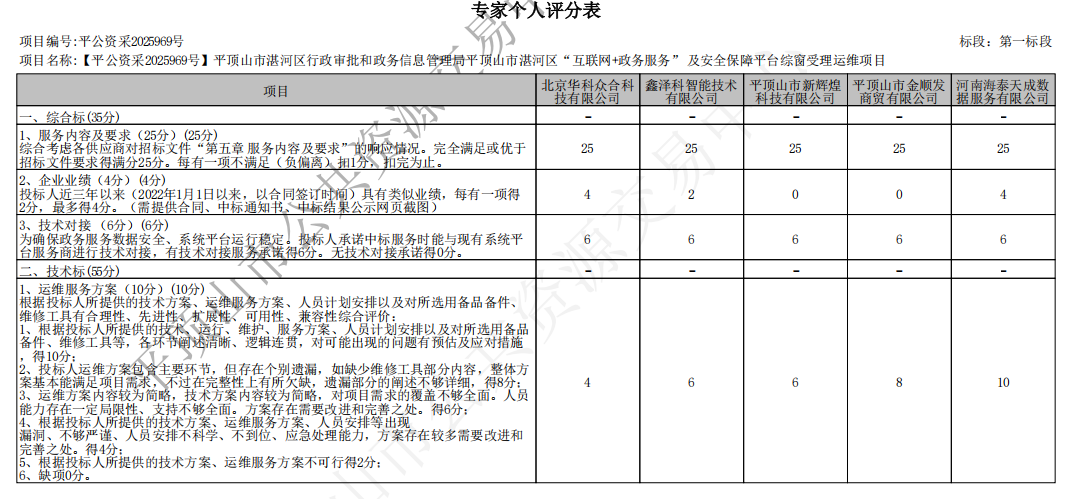 专家个人评分表
项目编号:平公资采2025969号 标段：第一标段
项目名称:【平公资采2025969号】平顶山市湛河区行政审批和政务信息管理局平顶山市湛河区“互联网+政务服务”及安全保障平台综窗受理运维项目
项目 北京华科众合科技有限公司 鑫泽科智能技术有限公司 平顶山市新辉煌科技有限公司 平顶山市金顺发商贸有限公司 河南海泰天成数据服务有限公司
一、综合标(35分) - - - - -
1、服务内容及要求（25分）(25分)
综合考虑各供应商对招标文件“第五章 服务内容及要求”的响应情况。完全满足或优于
招标文件要求得满分25分。每有一项不满足（负偏离）扣1分，扣完为止。
25 25 25 25 25
2、企业业绩（4分）(4分)
投标人近三年以来（2022年1月1日以来，以合同签订时间）具有类似业绩，每有一项得
2分，最多得4分。（需提供合同、中标通知书、中标结果公示网页截图）
4 2 0 0 4
3、技术对接（6分）(6分)
为确保政务服务数据安全、系统平台运行稳定。投标人承诺中标服务时能与现有系统平
台服务商进行技术对接，有技术对接服务承诺得6分。无技术对接承诺得0分。
6 6 6 6 6
二、技术标(55分) - - - - -
1、运维服务方案（10分）(10分)
根据投标人所提供的技术方案、运维服务方案、人员计划安排以及对所选用备品备件、
维修工具有合理性、先进性、扩展性、可用性、兼容性综合评价：
1、根据投标人所提供的技术、运行、维护、服务方案、人员计划安排以及对所选用备品
备件、维修工具等，各环节阐述清晰、逻辑连贯，对可能出现的问题有预估及应对措施
，得10分；
2、投标人运维方案包含主要环节，但存在个别遗漏，如缺少维修工具部分内容，整体方
案基本能满足项目需求，不过在完整性上有所欠缺，遗漏部分的阐述不够详细，得8分；
3、运维方案内容较为简略，技术方案内容较为简略，对项目需求的覆盖不够全面。人员
能力存在一定局限性、支持不够全面。方案存在需要改进和完善之处。得6分；
4、根据投标人所提供的技术方案、运维服务方案、人员安排等出现
漏洞、不够严谨、人员安排不科学、不到位、应急处理能力，方案存在较多需要改进和
完善之处。得4分；
5、根据投标人所提供的技术方案、运维服务方案不可行得2分；
6、缺项0分。
4 6 6 8 10
平顶山市公共资源交易中
平顶山市公共资源交易中心